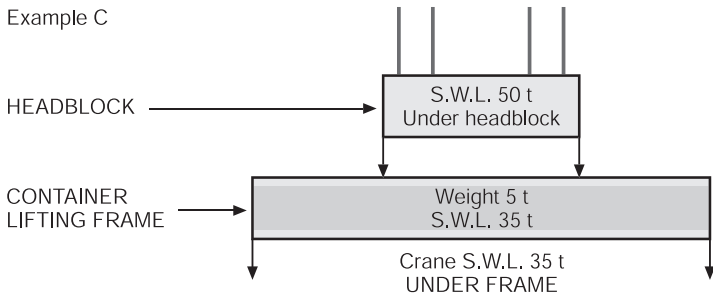 Example C
S.W.L. 50 t
Under headblock
HEADBLOCK
CONTAINER
LIFTING FRAME
Weight 5 t
S.W.L. 35 t
Crane S.W.L. 35 t
UNDER FRAME